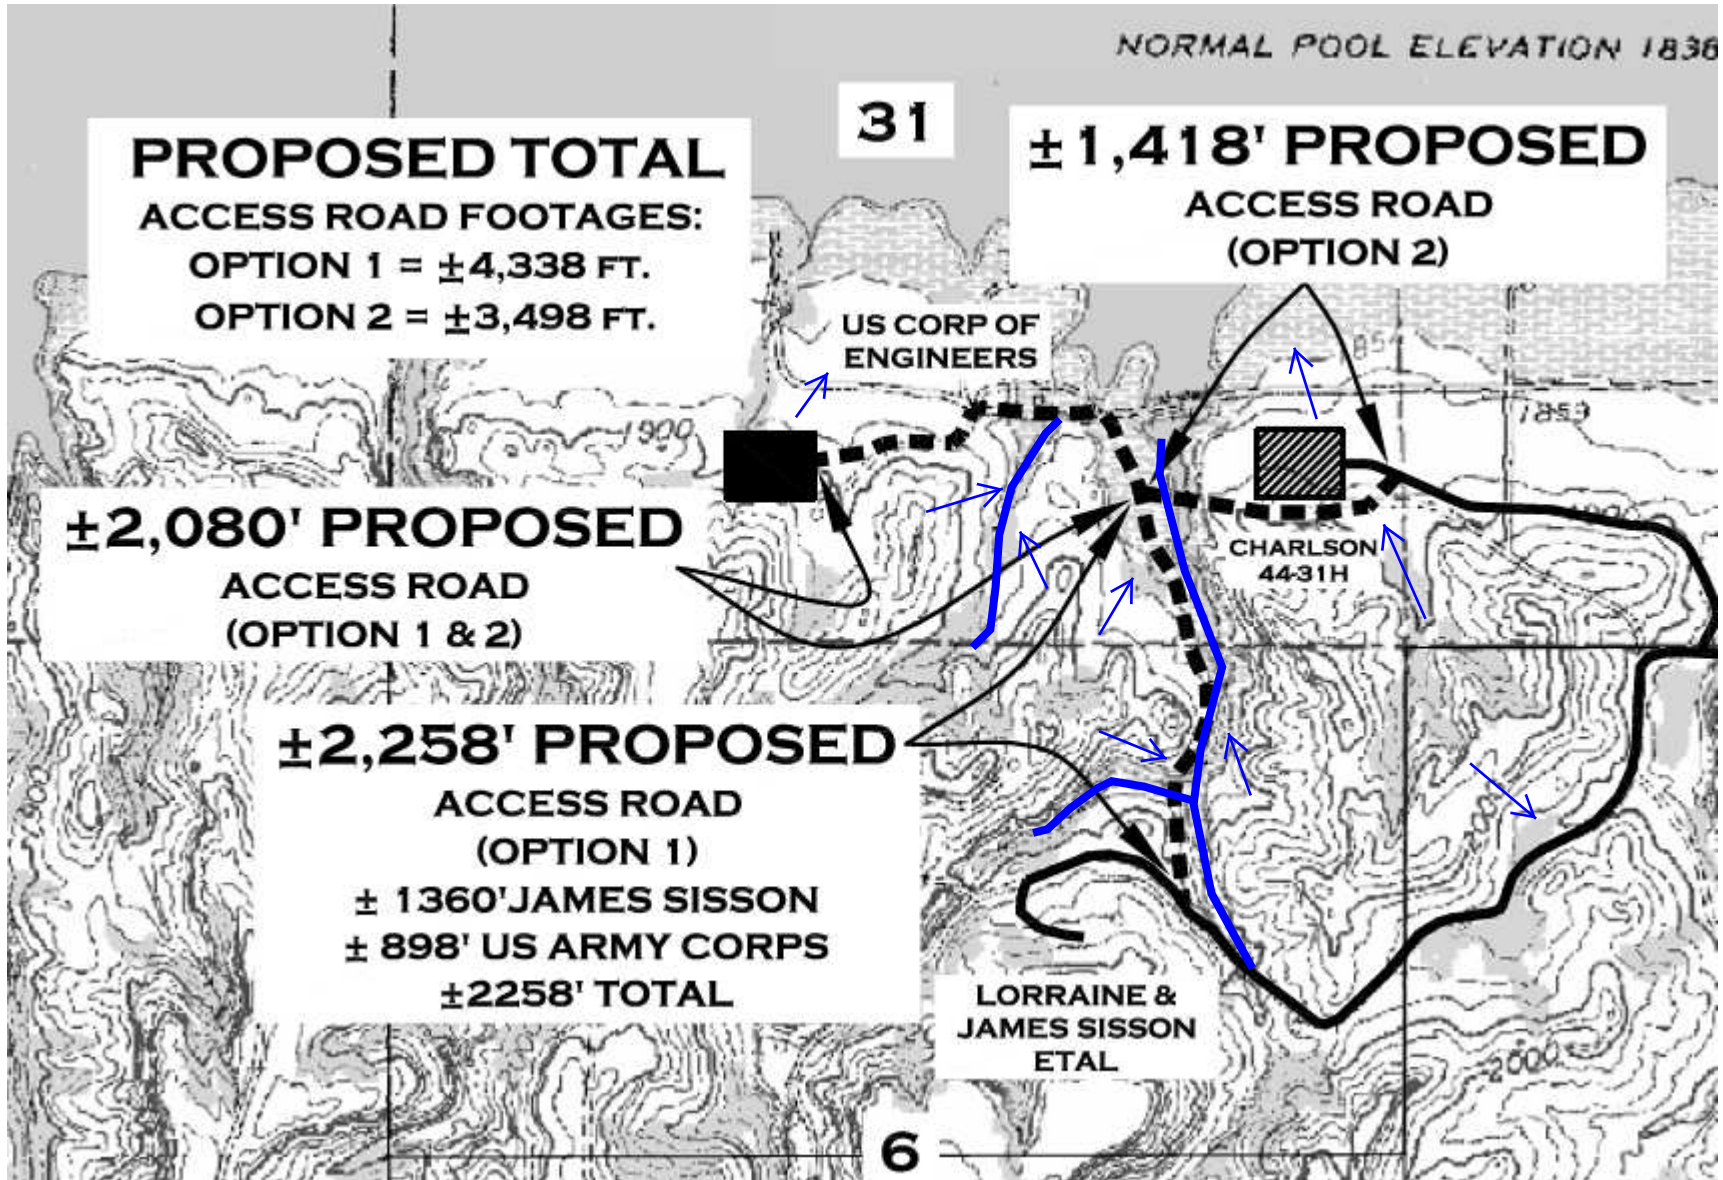 NORMAL POOL ELEVATION 1838
31
PROPOSED TOTAL
ACCESS ROAD FOOTAGES:
OPTION 1 = ±4,338 FT.
OPTION 2 = ±3,498 FT.
±1,418' PROPOSED
ACCESS ROAD
(OPTION 2)
US CORP OF
ENGINEERS
1853
1900
±2,080' PROPOSED
ACCESS ROAD
(OPTION 1 & 2)
CHARLSON
44-31H
±2,258' PROPOSED
ACCESS ROAD
(OPTION 1)
± 1360'JAMES SISSON
± 898' US ARMY CORPS
±2258' TOTAL
LORRAINE &
JAMES SISSON
ETAL
2000
6